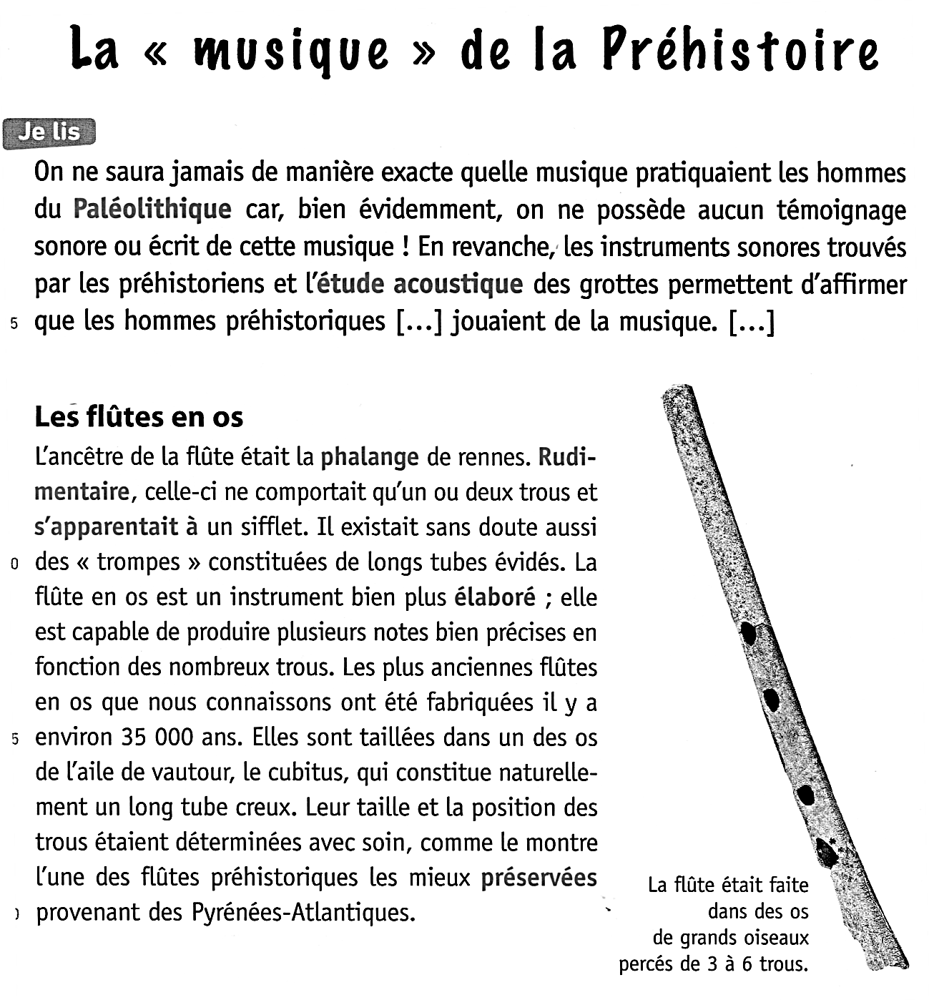 La « musique » de la Préhistoire
Je lis
On ne saura jamais de manière exacte quelle musique pratiquaient les hommes
du Paléolithique car, bien évidemment, on ne possède aucun témoignage
sonore ou écrit de cette musique ! En revanche, les instruments sonores trouvés
par les préhistoriens et l'étude acoustique des grottes permettent d'affirmer
5 que les hommes préhistoriques [...] jouaient de la musique. [...]
Les flûtes en os
L'ancêtre de la flûte était la phalange de rennes. Rudi-
mentaire, celle-ci ne comportait qu'un ou deux trous et
s'apparentait à un sifflet. Il existait sans doute aussi
0 des « trompes » constituées de longs tubes évidés. La
flûte en os est un instrument bien plus élaboré ; elle
est capable de produire plusieurs notes bien précises en
fonction des nombreux trous. Les plus anciennes flûtes
en os que nous connaissons ont été fabriquées il y a
5 environ 35 000 ans. Elles sont taillées dans un des os
de l'aile de vautour, le cubitus, qui constitue naturelle-
ment un long tube creux. Leur taille et la position des
trous étaient déterminées avec soin, comme le montre
l'une des flûtes préhistoriques les mieux préservées
provenant des Pyrénées-Atlantiques.
La flûte était faite
dans des os
de grands oiseaux
percés de 3 à 6 trous.